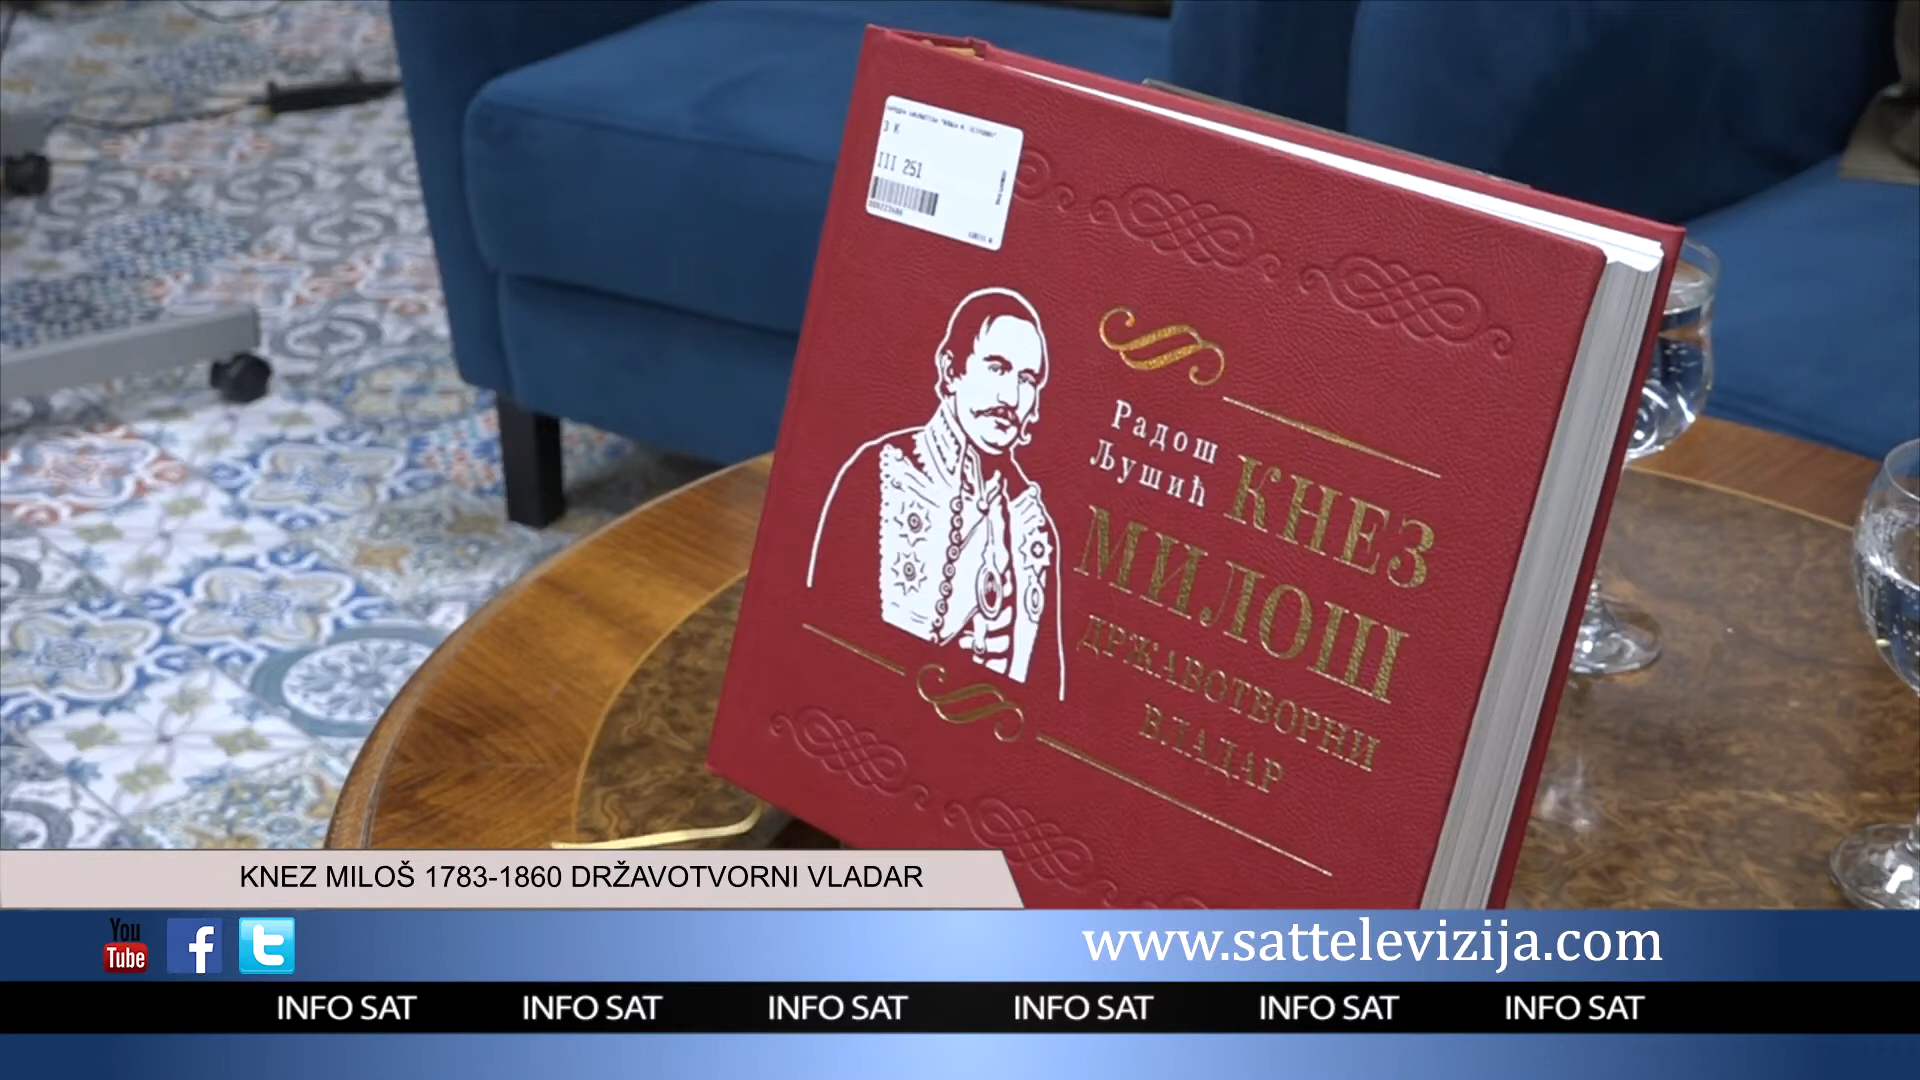 3 K
III 251
Радош
Љушић
КНЕЗ
МИЛОШ
ДРЖАВОТВОРНИ
ВЛАДАР
KNEZ MILOŠ 1783-1860 DRŽAVOTVORNI VLADAR
You
Tube
www.sattelevizija.com
INFO SAT INFO SAT INFO SAT INFO SAT INFO SAT INFO SAT